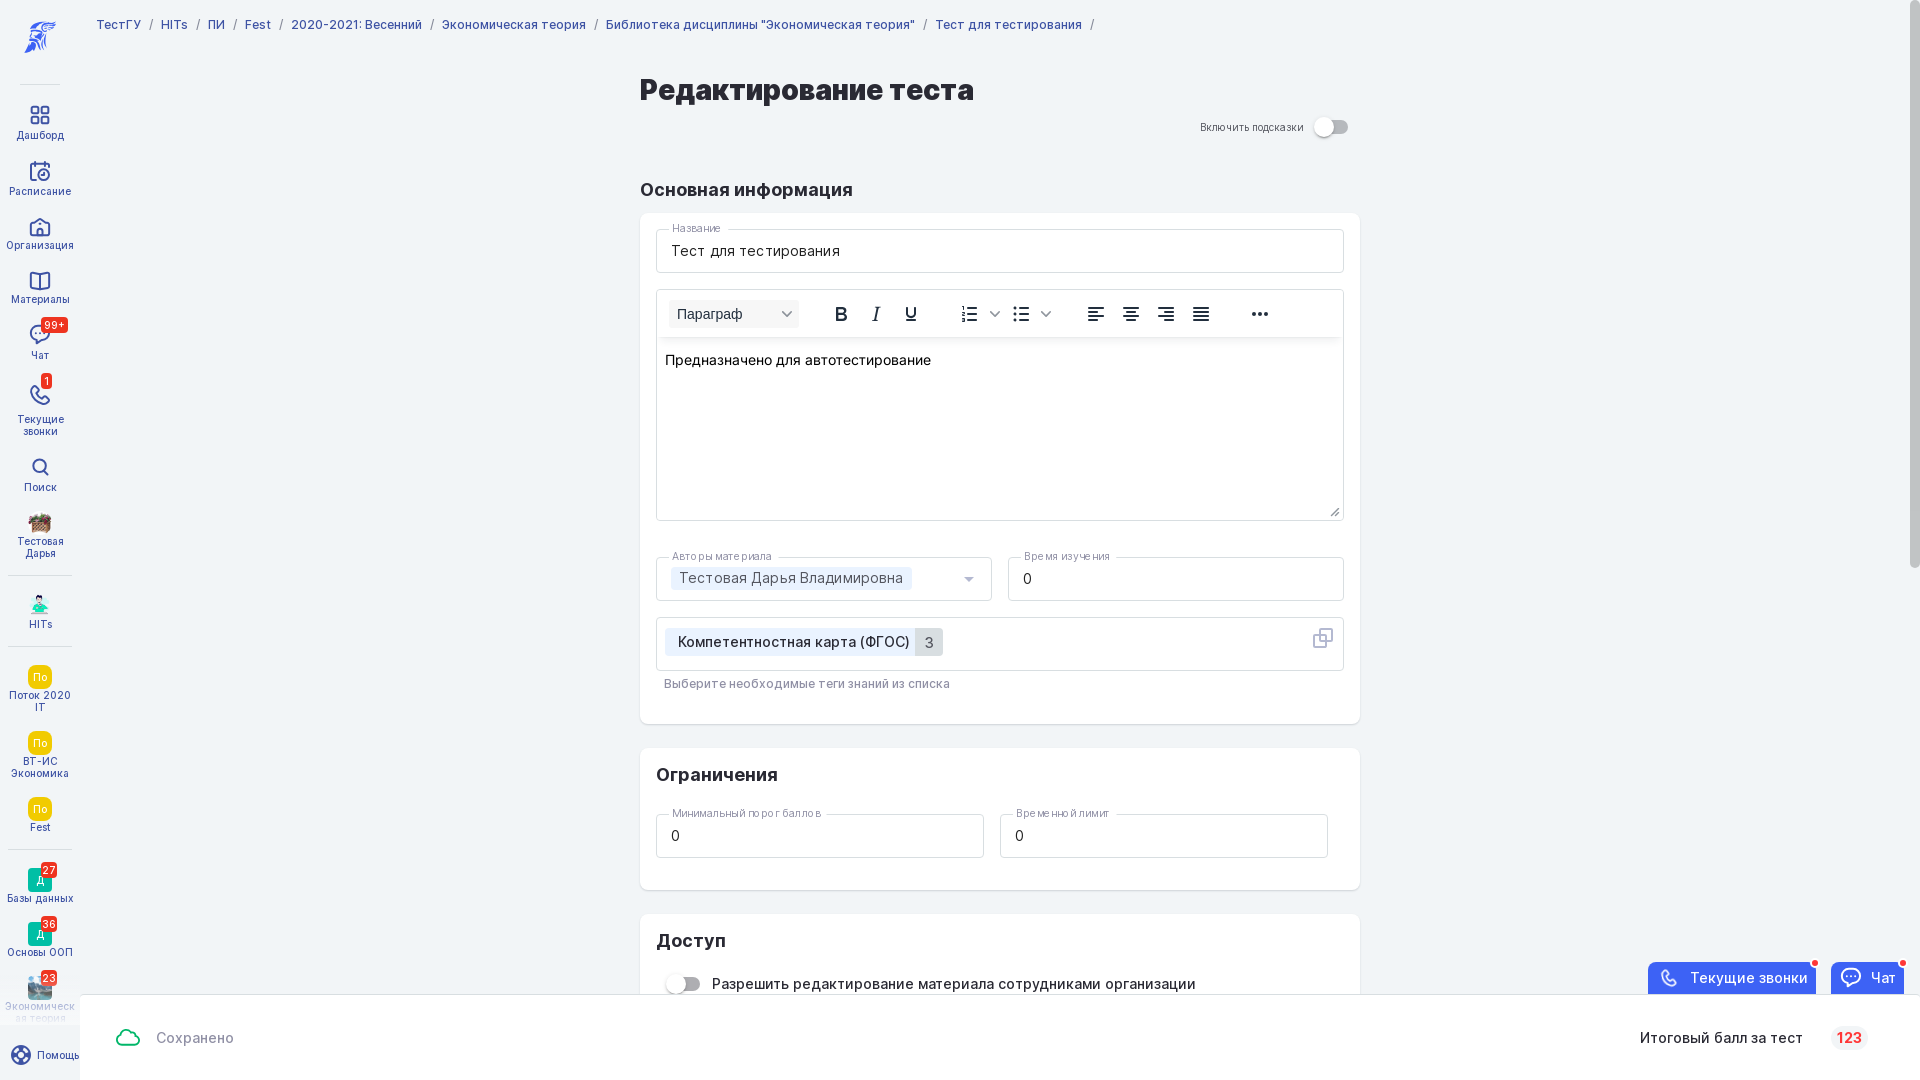 ТестГУ / HITs / ПИ / Fest / 2020-2021: Весенний / Экономическая теория / Библиотека дисциплины "Экономическая теория" / Тест для тестирования /
Дашборд
Расписание
Организация
Материалы
99+
Чат
1
Текущие
звонки
Поиск
Тестовая
Дарья
HITs
По
Поток 2020
IT
По
ВТ-ИС
Экономика
По
Fest
27
Д
Базы данных
36
Д
Основы ООП
23
Экономическ
ая теория
Помощь
Редактирование теста
Включить подсказки
Основная информация
Название
Тест для тестирования
Параграф
Предназначено для автотестирование
Авторы материала
Тестовая Дарья Владимировна
Время изучения
0
Компетентностная карта (ФГОС) 3
Выберите необходимые теги знаний из списка
Ограничения
Минимальный порог баллов
0
Временной лимит
0
Доступ
Разрешить редактирование материала сотрудниками организации
Текущие звонки
Чат
Сохранено
Итоговый балл за тест 123